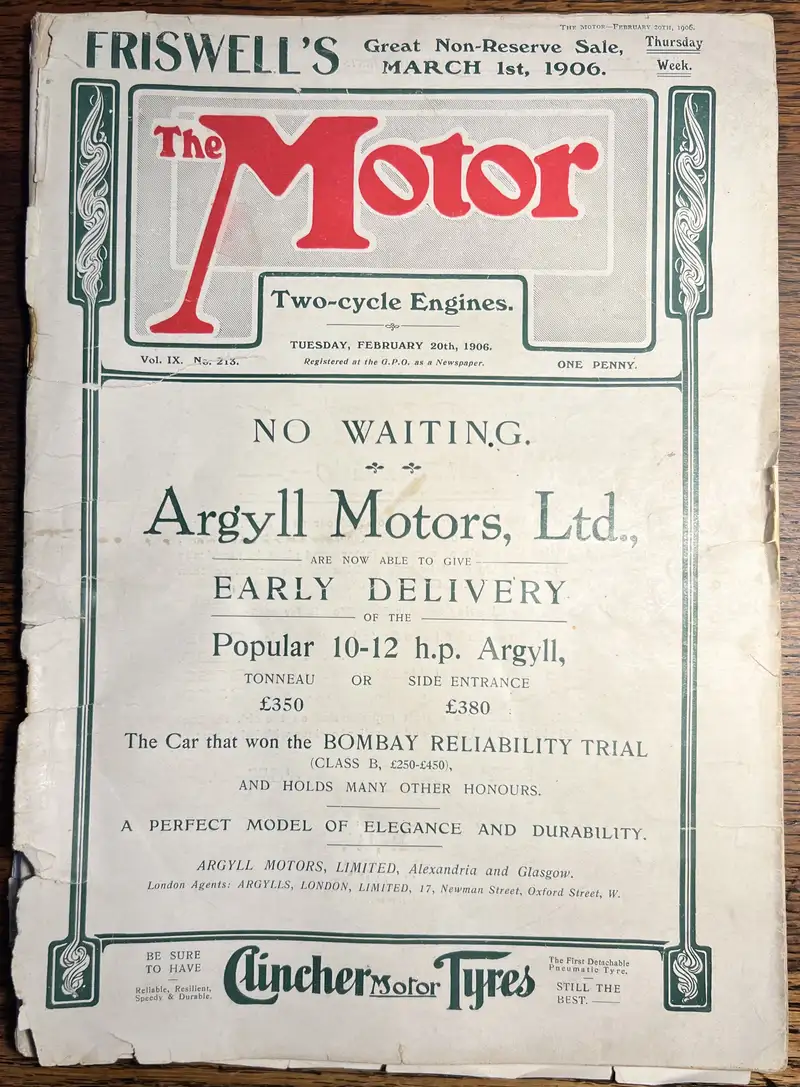 THE MOTOR—FEBRUARY 20TH, 1906.
FRISWELL'S Great Non-Reserve Sale, MARCH 1st, 1906. Thursday Week.
The Motor
Two-cycle Engines.
TUESDAY, FEBRUARY 20th, 1906.
Vol. IX. No. 213. Registered at the G.P.O. as a Newspaper. ONE PENNY.
NO WAITING.
Argyll Motors, Ltd.,
ARE NOW ABLE TO GIVE
EARLY DELIVERY
OF THE
Popular 10-12 h.p. Argyll,
TONNEAU OR SIDE ENTRANCE
£350 £380
The Car that won the BOMBAY RELIABILITY TRIAL
(CLASS B, £250-£450),
AND HOLDS MANY OTHER HONOURS.
A PERFECT MODEL OF ELEGANCE AND DURABILITY.
ARGYLL MOTORS, LIMITED, Alexandria and Glasgow.
London Agents: ARGYLLS, LONDON, LIMITED, 17, Newman Street, Oxford Street, W.
BE SURE
TO HAVE
Reliable, Resilient,
Speedy & Durable.
Clincher Motor Tyres
The First Detachable
Pneumatic Tyre.
STILL THE
BEST.